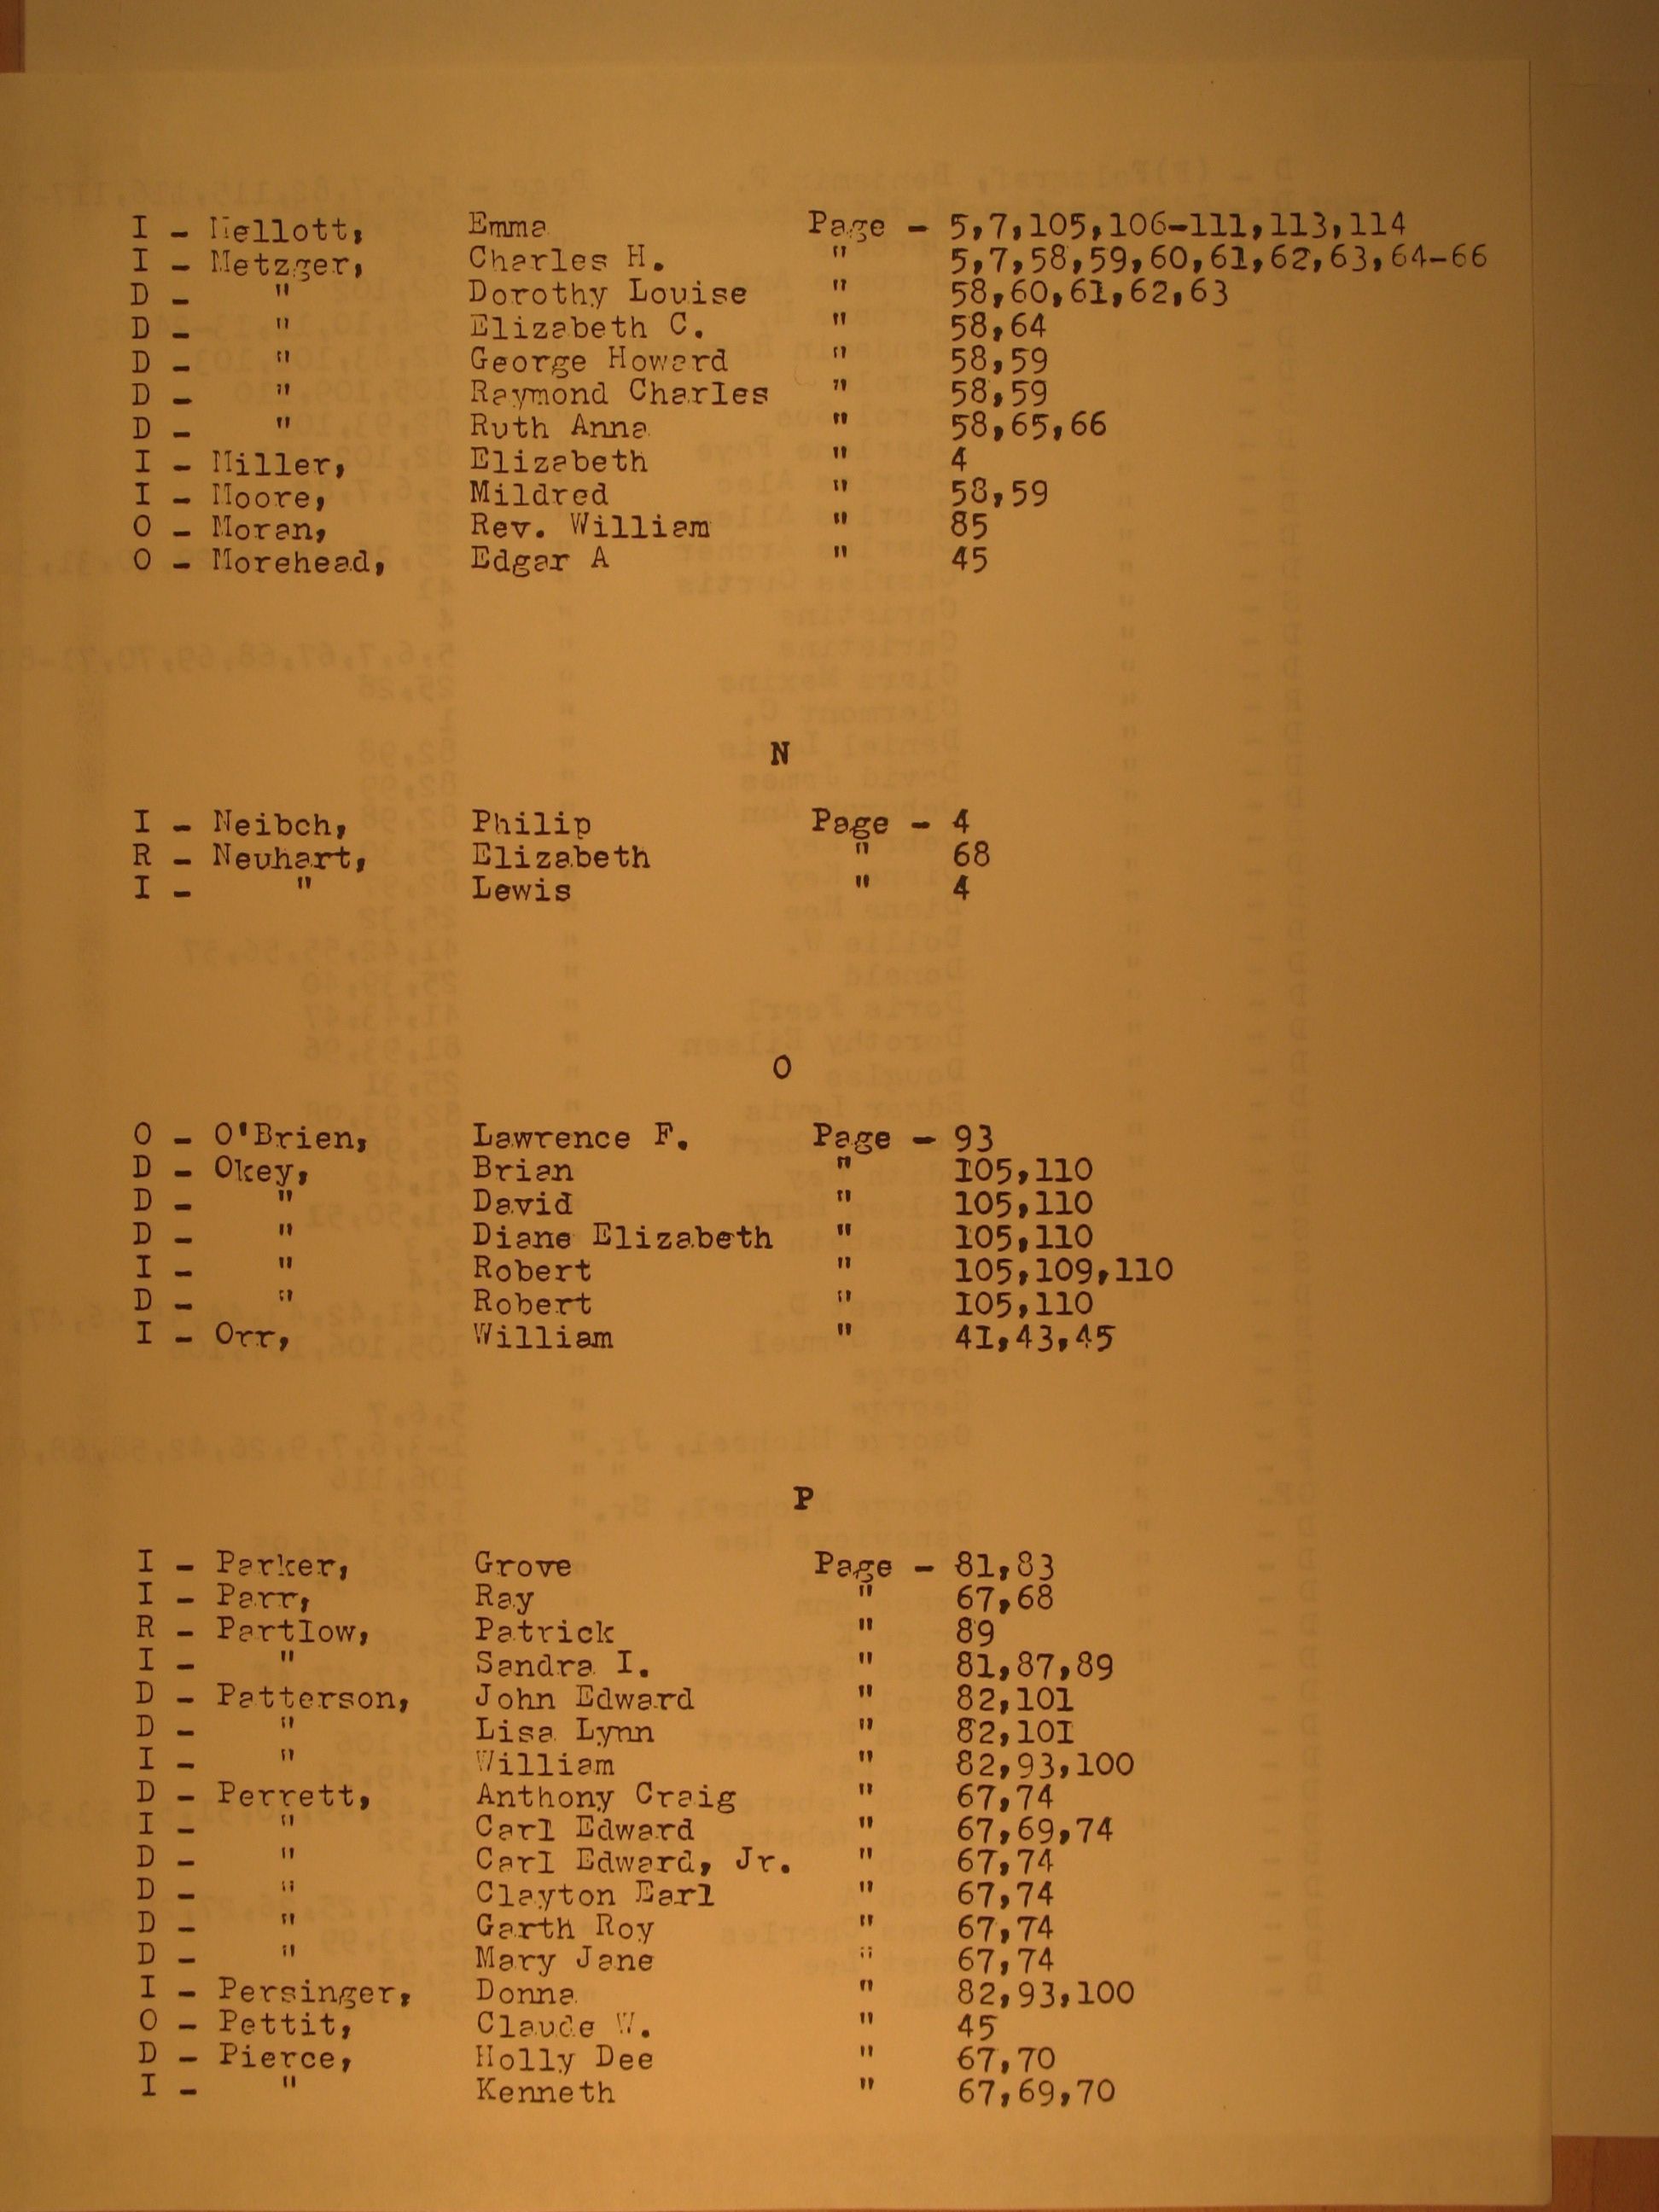 I - Mellott, Emma Page - 5,7,105,106-111,113,114
I - Metzger, Charles H. " 5,7,58,59,60,61,62,63,64-66
D - " Dorothy Louise " 58,60,61,62,63
D - " Elizabeth C. " 58,64
D - " George Howard " 58,59
D - " Raymond Charles " 58,59
D - " Ruth Anna " 58,65,66
I - Miller, Elizabeth " 4
I - Moore, Mildred " 58,59
O - Moran, Rev. William " 85
O - Morehead, Edgar A " 45
N
I - Neibch, Philip Page - 4
R - Neuhart, Elizabeth " 68
I - " Lewis " 4
O
O - O'Brien, Lawrence F. Page - 93
D - Okey, Brian " 105,110
D - " David " 105,110
D - " Diane Elizabeth " 105,110
I - " Robert " 105,109,110
D - " Robert " 105,110
I - Orr, William " 41,43,45
P
I - Parker, Grove Page - 81,83
I - Parr, Ray " 67,68
R - Partlow, Patrick " 89
I - " Sandra I. " 81,87,89
D - Patterson, John Edward " 82,101
D - " Lisa Lynn " 82,101
I - " William " 82,93,100
D - Perrett, Anthony Craig " 67,74
I - " Carl Edward " 67,69,74
D - " Carl Edward, Jr. " 67,74
D - " Clayton Earl " 67,74
D - " Garth Roy " 67,74
D - " Mary Jane " 67,74
I - Persinger, Donna " 82,93,100
O - Pettit, Claude W. " 45
D - Pierce, Holly Dee " 67,70
I - " Kenneth " 67,69,70